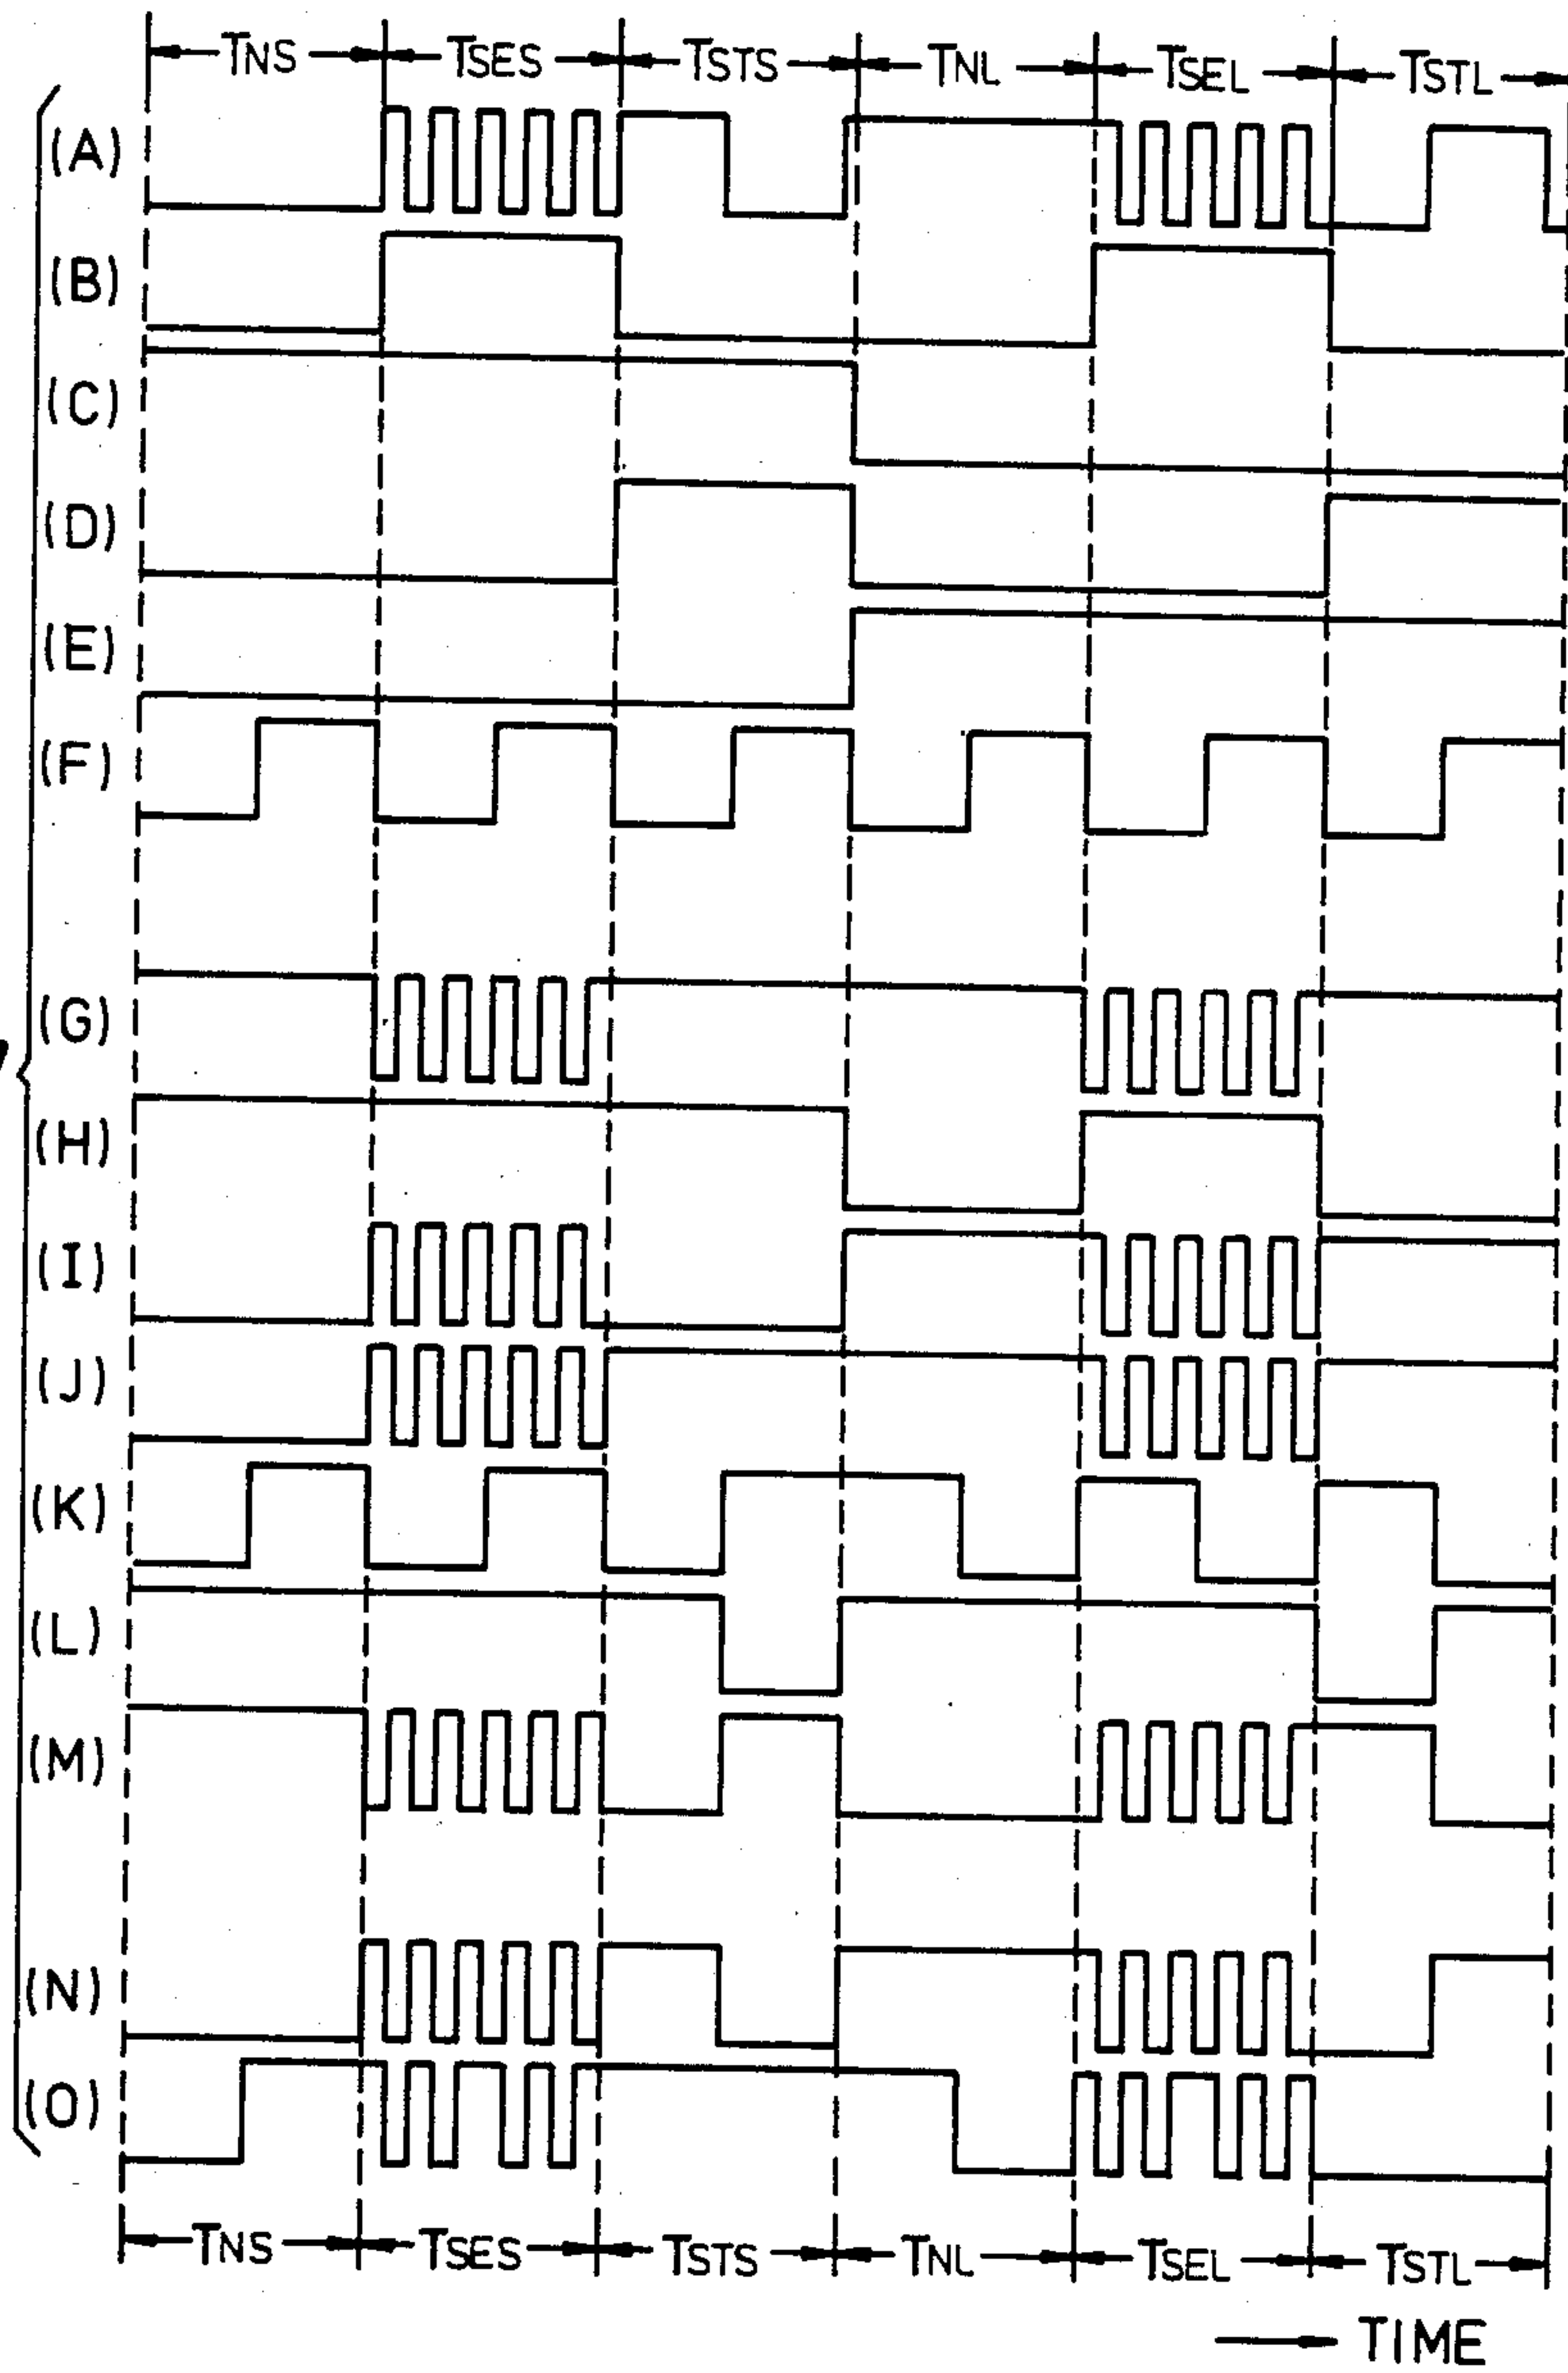 TNS TSES TSTS TNL TSEL TSTL
(A)
(B)
(C)
(D)
(E)
(F)
(G)
(H)
(I)
(J)
(K)
(L)
(M)
(N)
(O)
TNS TSES TSTS TNL TSEL TSTL
TIME